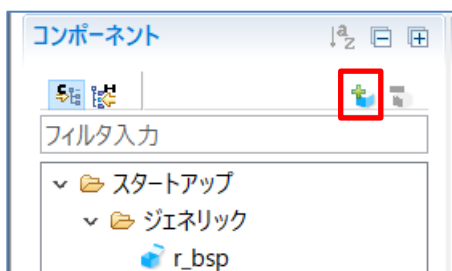 コンポーネント
フィルタ入力
スタートアップ
ジェネリック
r_bsp